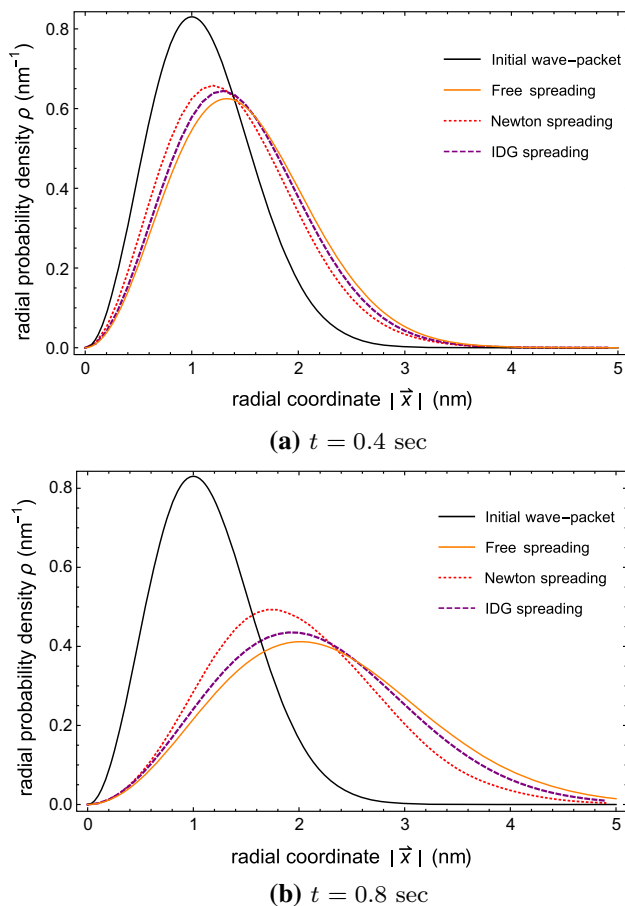 0.8
0.6
0.4
0.2
0.0
radial probability density ρ (nm⁻¹)
Initial wave-packet
Free spreading
Newton spreading
IDG spreading
0 1 2 3 4 5
radial coordinate | x⃗ | (nm)
(a) t = 0.4 sec
0.8
0.6
0.4
0.2
0.0
radial probability density ρ (nm⁻¹)
Initial wave-packet
Free spreading
Newton spreading
IDG spreading
0 1 2 3 4 5
radial coordinate | x⃗ | (nm)
(b) t = 0.8 sec